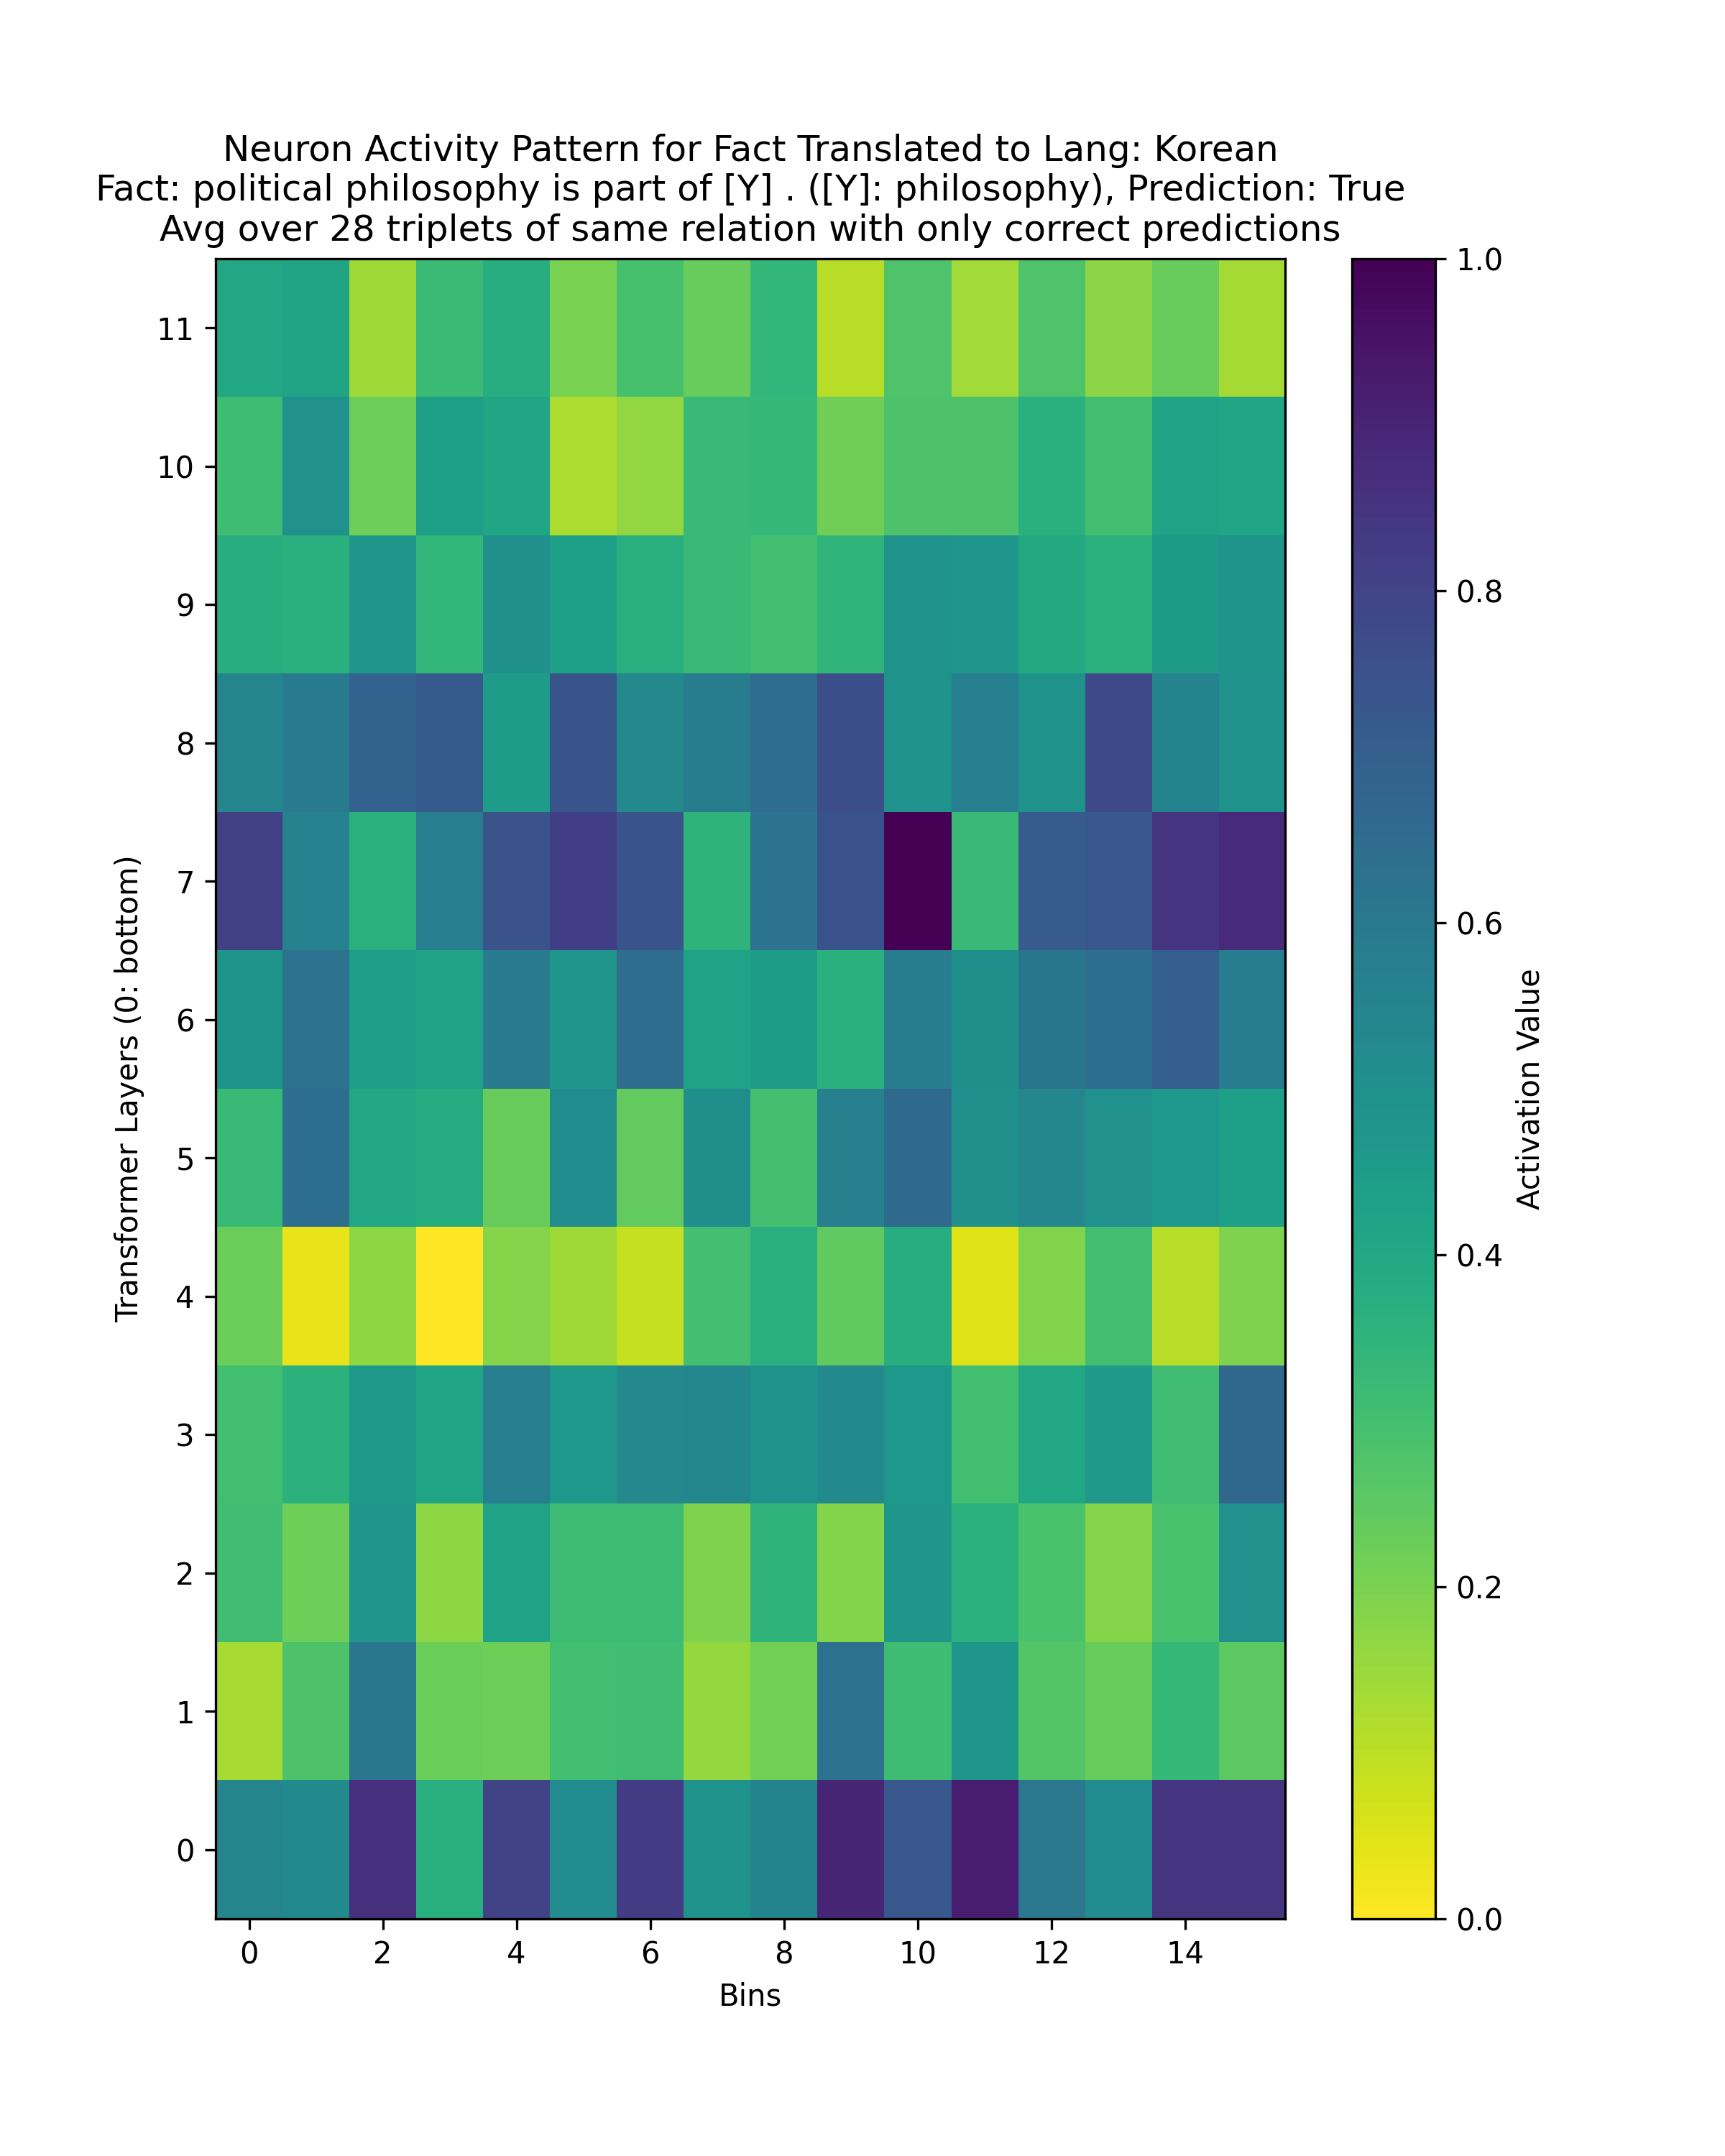 Neuron Activity Pattern for Fact Translated to Lang: Korean
Fact: political philosophy is part of [Y] . ([Y]: philosophy), Prediction: True
Avg over 28 triplets of same relation with only correct predictions
11
10
9
8
7
6
5
4
3
2
1
0
Transformer Layers (0: bottom)
0 2 4 6 8 10 12 14
Bins
1.0
0.8
0.6
0.4
0.2
0.0
Activation Value